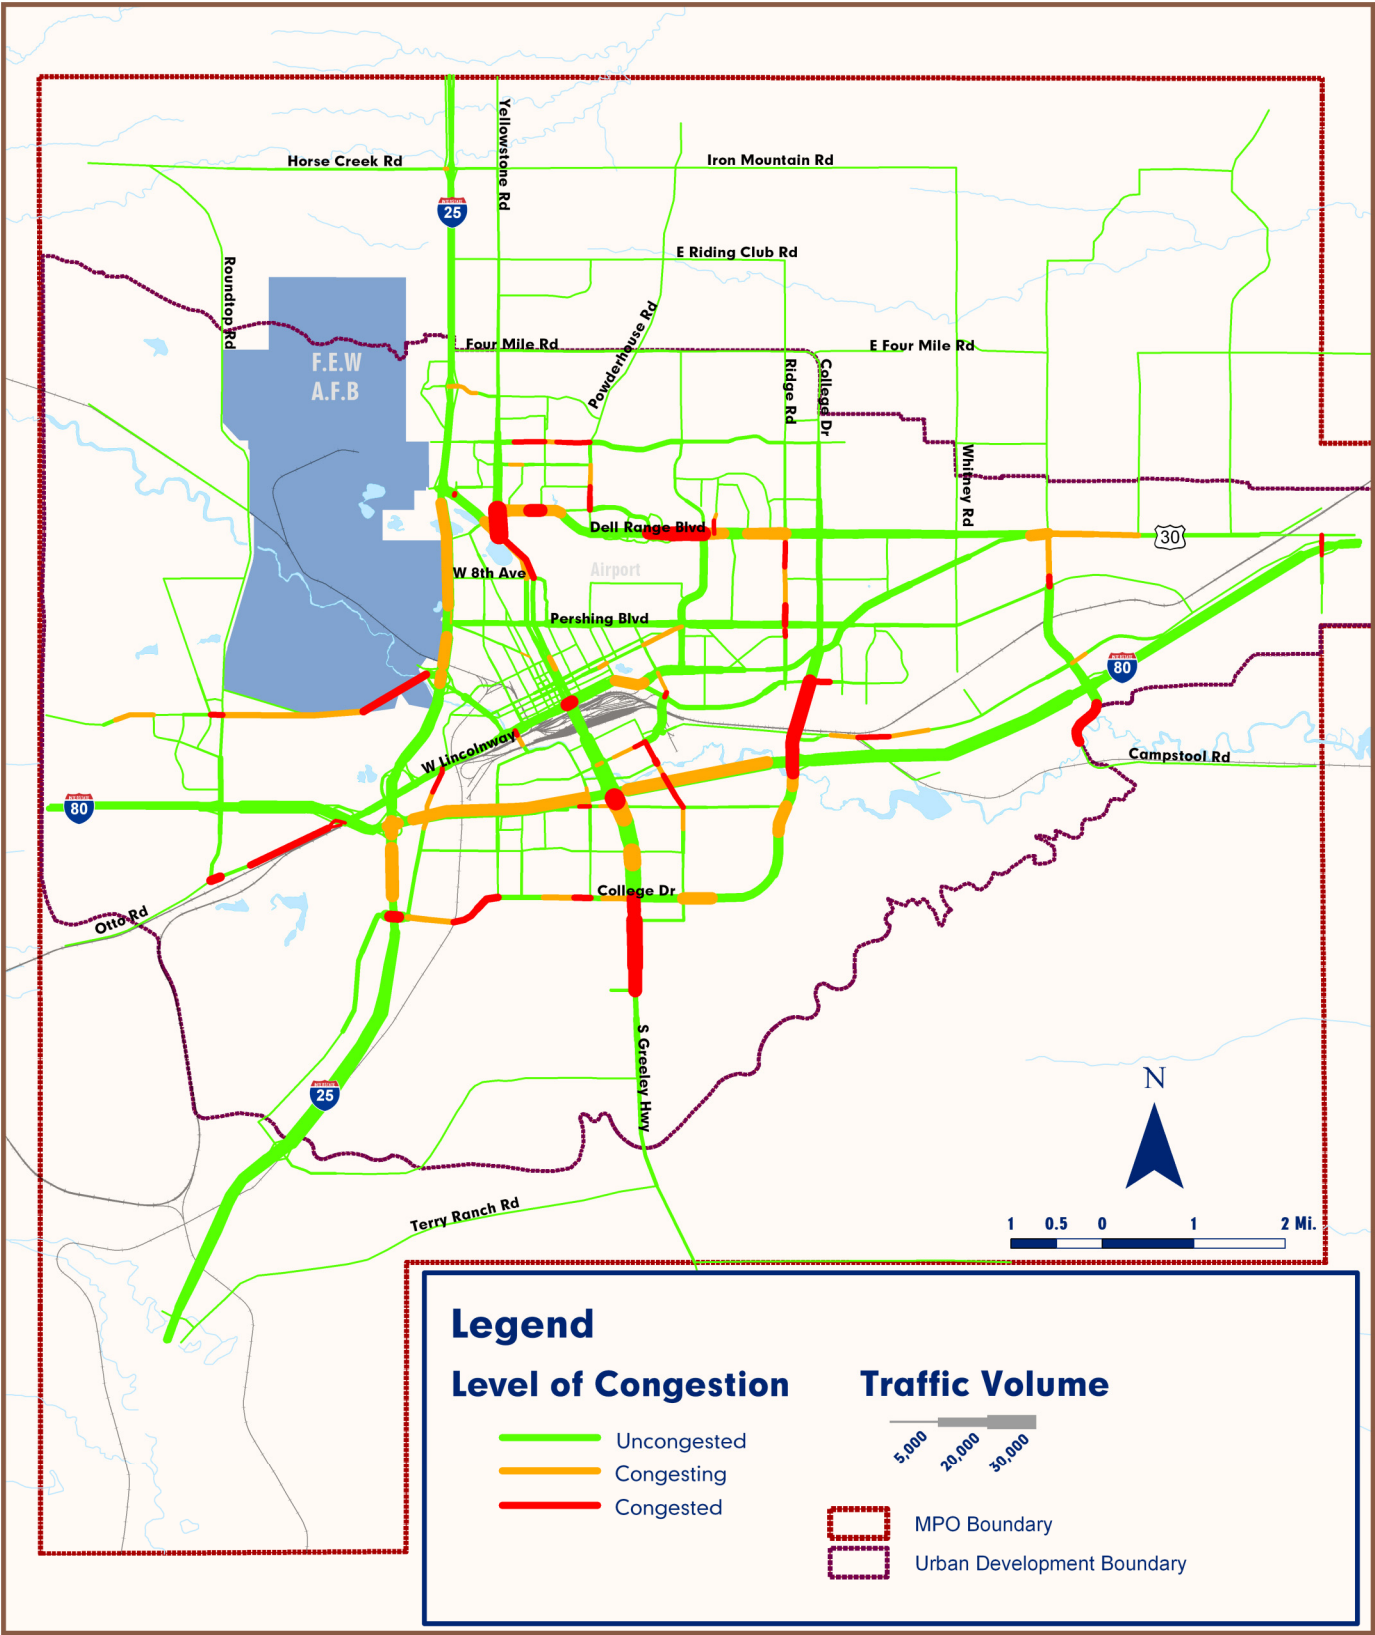 Yellowstone Rd
Horse Creek Rd
Iron Mountain Rd
25
E Riding Club Rd
Roundtop Rd
Powderhouse Rd
Four Mile Rd
E Four Mile Rd
F.E.W
A.F.B
Ridge Rd
College Dr
Whitney Rd
Dell Range Blvd
30
W 8th Ave
Airport
Pershing Blvd
80
W Lincolnway
Campstool Rd
80
College Dr
Otto Rd
S Greeley Hwy
25
N
Terry Ranch Rd
1 0.5 0 1 2 Mi.
Legend
Level of Congestion
Uncongested
Congesting
Congested
Traffic Volume
5,000
20,000
30,000
MPO Boundary
Urban Development Boundary